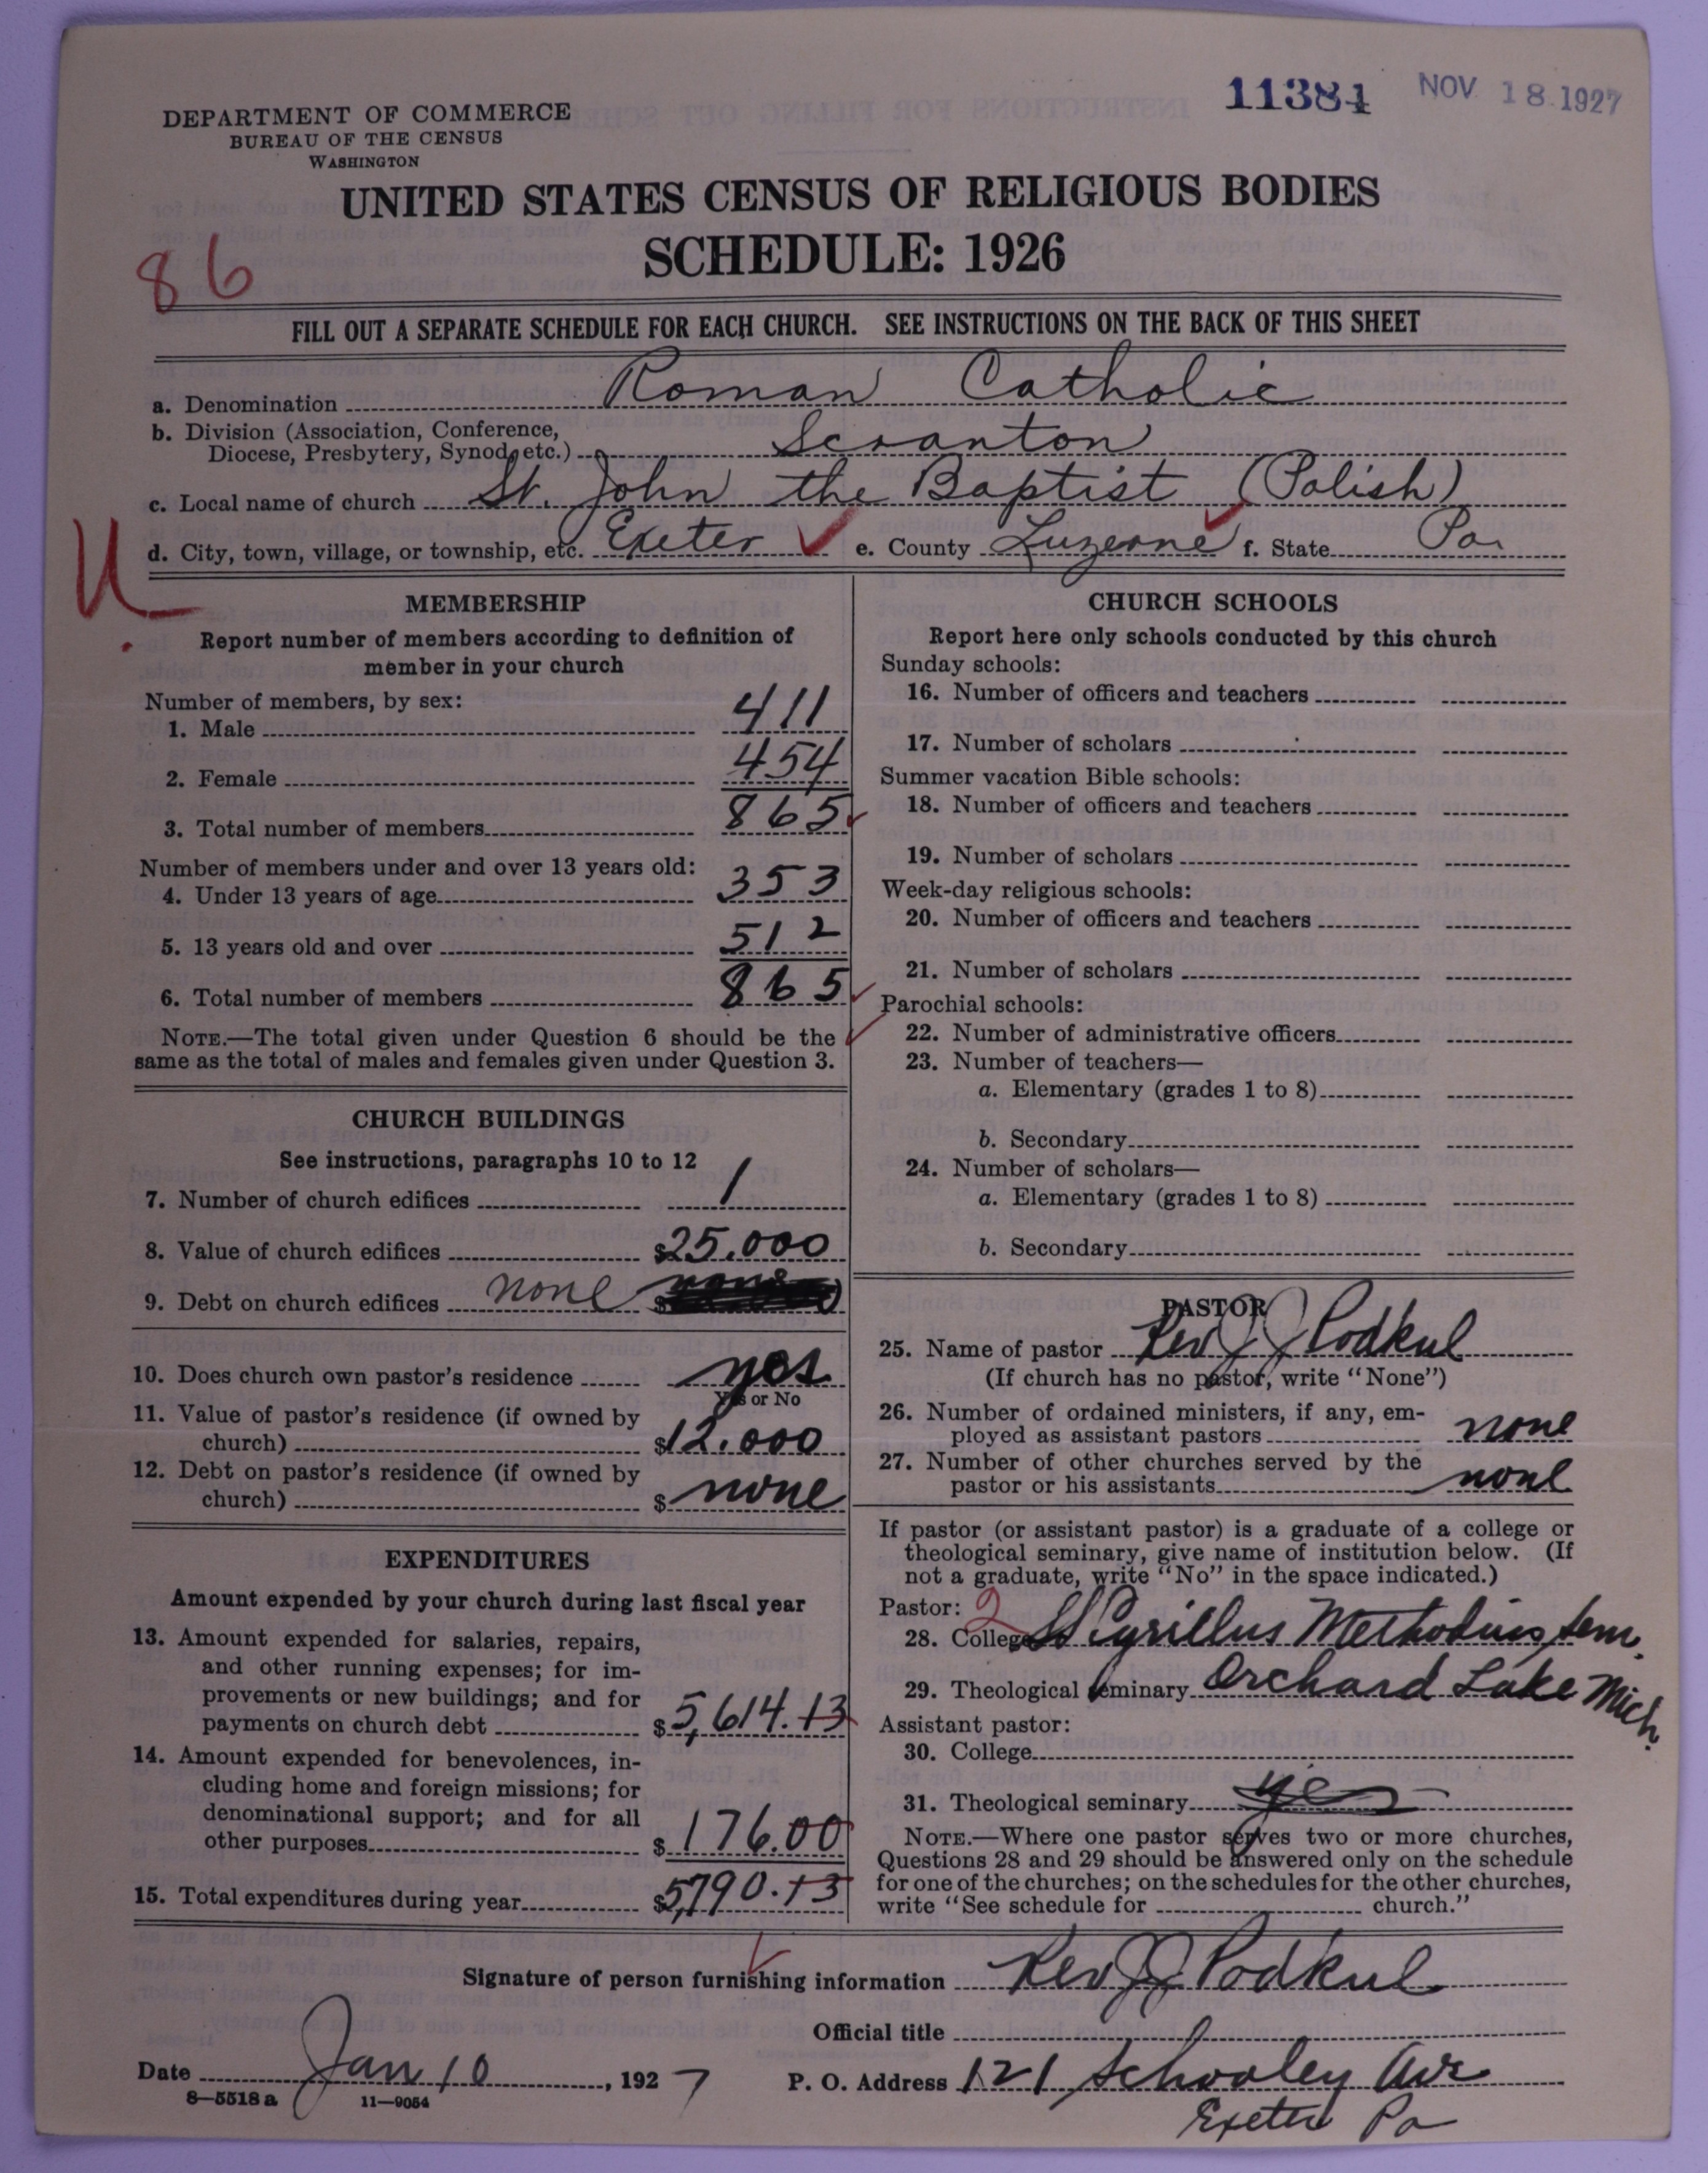 11384 NOV 18 1927
DEPARTMENT OF COMMERCE
BUREAU OF THE CENSUS
WASHINGTON
UNITED STATES CENSUS OF RELIGIOUS BODIES
SCHEDULE: 1926
86
FILL OUT A SEPARATE SCHEDULE FOR EACH CHURCH. SEE INSTRUCTIONS ON THE BACK OF THIS SHEET
a. Denomination Roman Catholic
b. Division (Association, Conference,
Diocese, Presbytery, Synod, etc.) Scranton
c. Local name of church St. John the Baptist (Polish)
d. City, town, village, or township, etc. Exeter e. County Luzerne f. State Pa.
U.
MEMBERSHIP
Report number of members according to definition of
member in your church
Number of members, by sex:
1. Male 411
2. Female 454
3. Total number of members 865
Number of members under and over 13 years old:
4. Under 13 years of age 353
5. 13 years old and over 512
6. Total number of members 865
NOTE.—The total given under Question 6 should be the
same as the total of males and females given under Question 3.
CHURCH BUILDINGS
See instructions, paragraphs 10 to 12
7. Number of church edifices 1
8. Value of church edifices $25.000
9. Debt on church edifices none $
10. Does church own pastor's residence yes
Yes or No
11. Value of pastor's residence (if owned by
church) $12.000
12. Debt on pastor's residence (if owned by
church) $ none
EXPENDITURES
Amount expended by your church during last fiscal year
13. Amount expended for salaries, repairs,
and other running expenses; for im-
provements or new buildings; and for
payments on church debt $5,614.13
14. Amount expended for benevolences, in-
cluding home and foreign missions; for
denominational support; and for all
other purposes $176.00
15. Total expenditures during year $5,790.13
CHURCH SCHOOLS
Report here only schools conducted by this church
Sunday schools:
16. Number of officers and teachers
17. Number of scholars
Summer vacation Bible schools:
18. Number of officers and teachers
19. Number of scholars
Week-day religious schools:
20. Number of officers and teachers
21. Number of scholars
Parochial schools:
22. Number of administrative officers
23. Number of teachers—
a. Elementary (grades 1 to 8)
b. Secondary
24. Number of scholars—
a. Elementary (grades 1 to 8)
b. Secondary
PASTOR
25. Name of pastor Rev J J Podkul
(If church has no pastor, write "None")
26. Number of ordained ministers, if any, em-
ployed as assistant pastors none
27. Number of other churches served by the
pastor or his assistants none
If pastor (or assistant pastor) is a graduate of a college or
theological seminary, give name of institution below. (If
not a graduate, write "No" in the space indicated.)
Pastor: 2
28. College SS Cyrillus Methodius Sem.
29. Theological seminary Orchard Lake Mich.
Assistant pastor:
30. College
31. Theological seminary yes
NOTE.—Where one pastor serves two or more churches,
Questions 28 and 29 should be answered only on the schedule
for one of the churches; on the schedules for the other churches,
write "See schedule for church."
Signature of person furnishing information Rev J J Podkul
Official title
Date Jan 10, 1927 P. O. Address 121 Schooley Ave
Exeter Pa
8—5518 a 11—9054